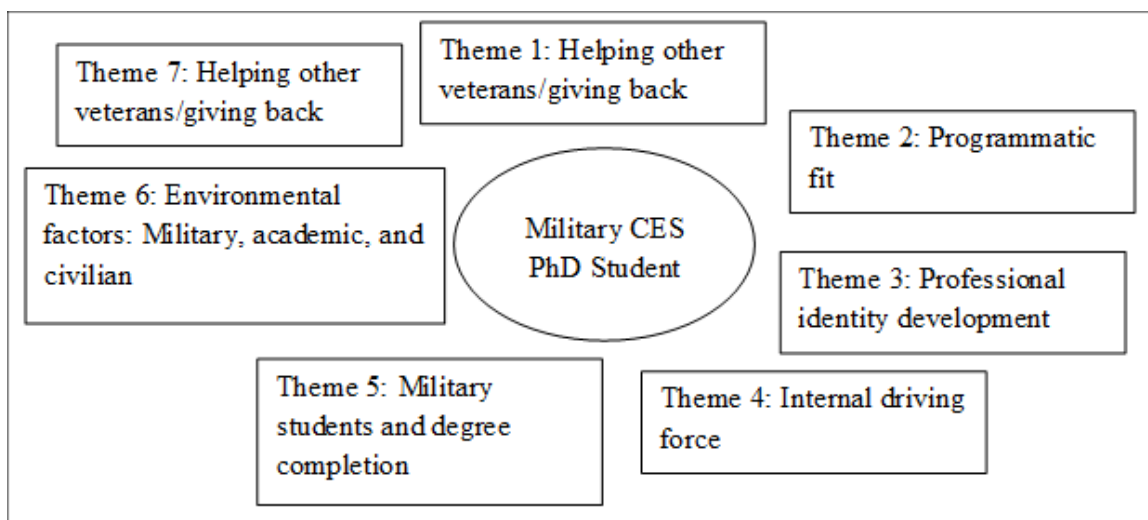 Theme 7: Helping other
veterans/giving back
Theme 1: Helping other
veterans/giving back
Theme 2: Programmatic
fit
Theme 6: Environmental
factors: Military, academic, and
civilian
Military CES
PhD Student
Theme 3: Professional
identity development
Theme 5: Military
students and degree
completion
Theme 4: Internal driving
force